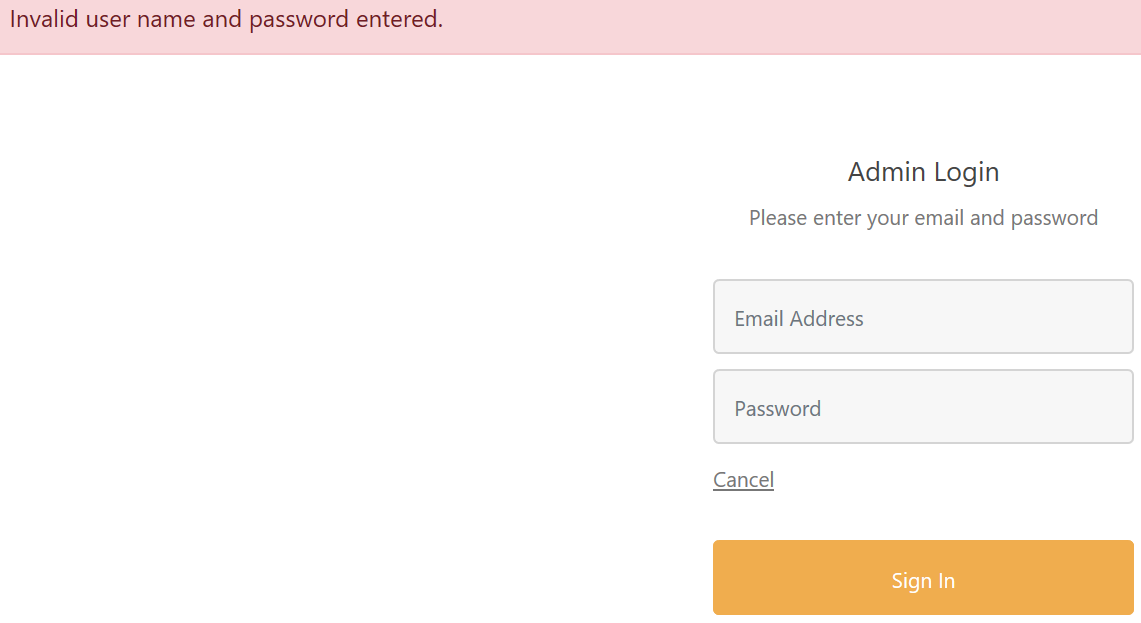 Invalid user name and password entered.
Admin Login
Please enter your email and password
Email Address
Password
Cancel
Sign In